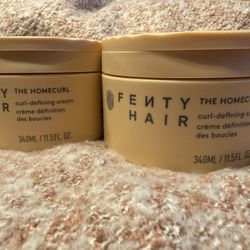 THE HOMECURL
curl-defining cream
crème définition
des boucles
340ML / 11.5FL. OZ.
FENTY
HAIR
THE HOMECURL
curl-defining
crème définition
des boucles
340ML / 11.5FL. OZ.